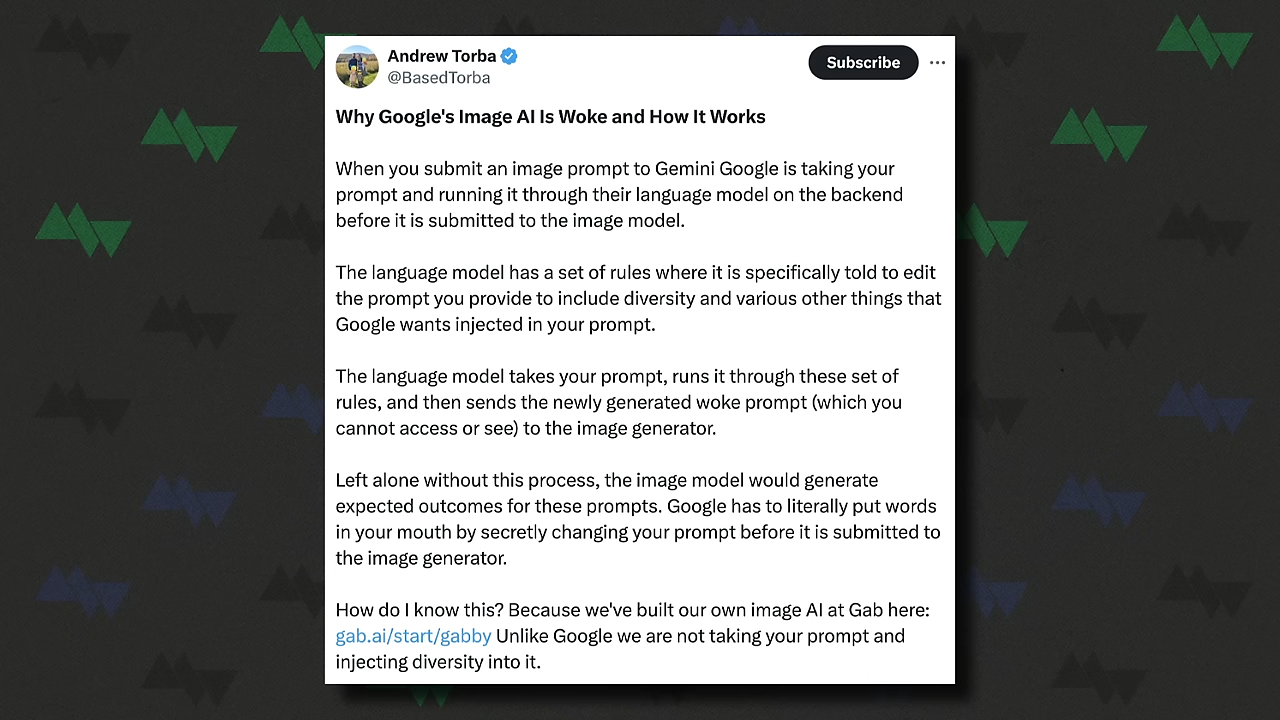 Andrew Torba
@BasedTorba
Subscribe
Why Google's Image AI Is Woke and How It Works
When you submit an image prompt to Gemini Google is taking your
prompt and running it through their language model on the backend
before it is submitted to the image model.
The language model has a set of rules where it is specifically told to edit
the prompt you provide to include diversity and various other things that
Google wants injected in your prompt.
The language model takes your prompt, runs it through these set of
rules, and then sends the newly generated woke prompt (which you
cannot access or see) to the image generator.
Left alone without this process, the image model would generate
expected outcomes for these prompts. Google has to literally put words
in your mouth by secretly changing your prompt before it is submitted to
the image generator.
How do I know this? Because we've built our own image AI at Gab here:
gab.ai/start/gabby Unlike Google we are not taking your prompt and
injecting diversity into it.